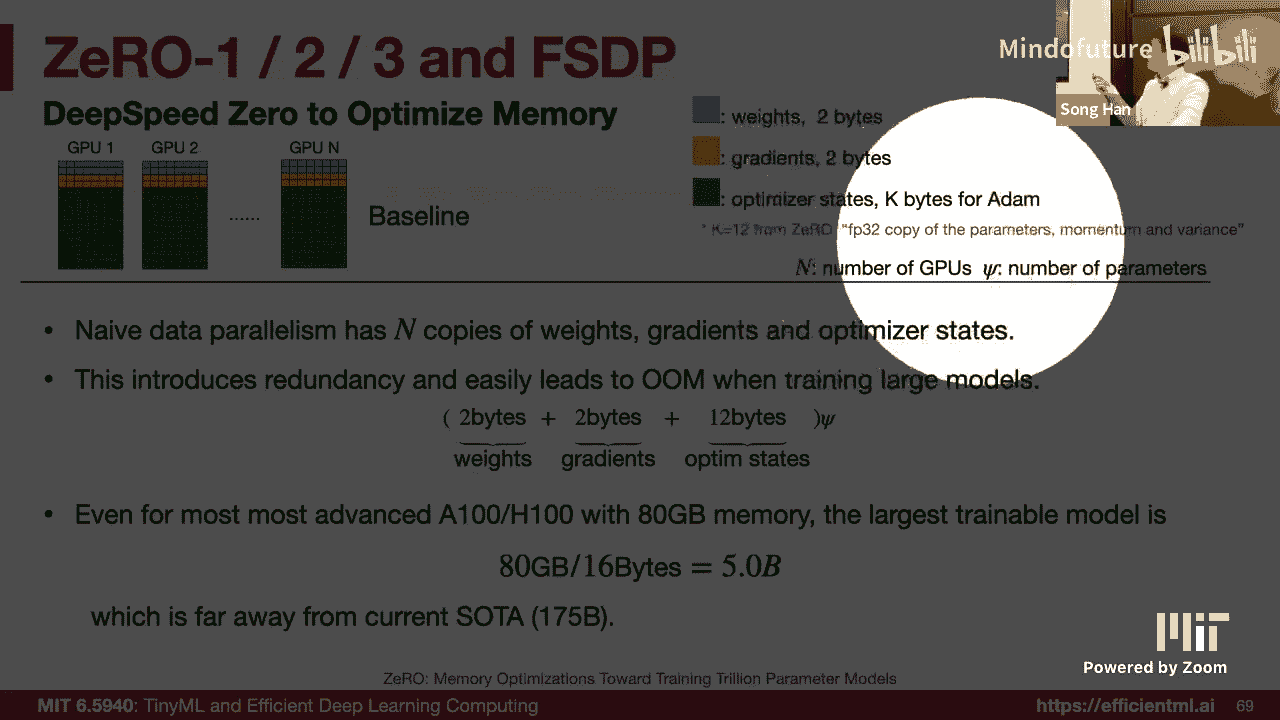 ZeRO-1 / 2 / 3 and FSDP
Mindofuture bilibili
Song Han
DeepSpeed Zero to Optimize Memory
GPU 1 GPU 2 GPU N
......
Baseline
: weights, 2 bytes
: gradients, 2 bytes
: optimizer states, K bytes for Adam
* K=12 from ZeRO "fp32 copy of the parameters, momentum and variance"
N: number of GPUs ψ: number of parameters
• Naive data parallelism has N copies of weights, gradients and optimizer states.
• This introduces redundancy and easily leads to OOM when training large models.
( 2bytes + 2bytes + 12bytes )ψ
weights gradients optim states
• Even for most most advanced A100/H100 with 80GB memory, the largest trainable model is
80GB/16Bytes = 5.0B
which is far away from current SOTA (175B).
MIT
Powered by Zoom
ZeRO: Memory Optimizations Toward Training Trillion Parameter Models
MIT 6.5940: TinyML and Efficient Deep Learning Computing
https://efficientml.ai 69